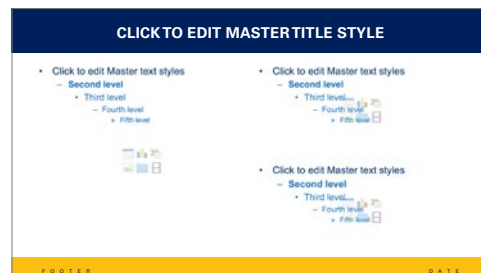 CLICK TO EDIT MASTER TITLE STYLE
• Click to edit Master text styles
– Second level
• Third level
– Fourth level
• Fifth level
• Click to edit Master text styles
– Second level
• Third level
– Fourth level
• Fifth level
• Click to edit Master text styles
– Second level
• Third level
– Fourth level
• Fifth level
FOOTER
DATE